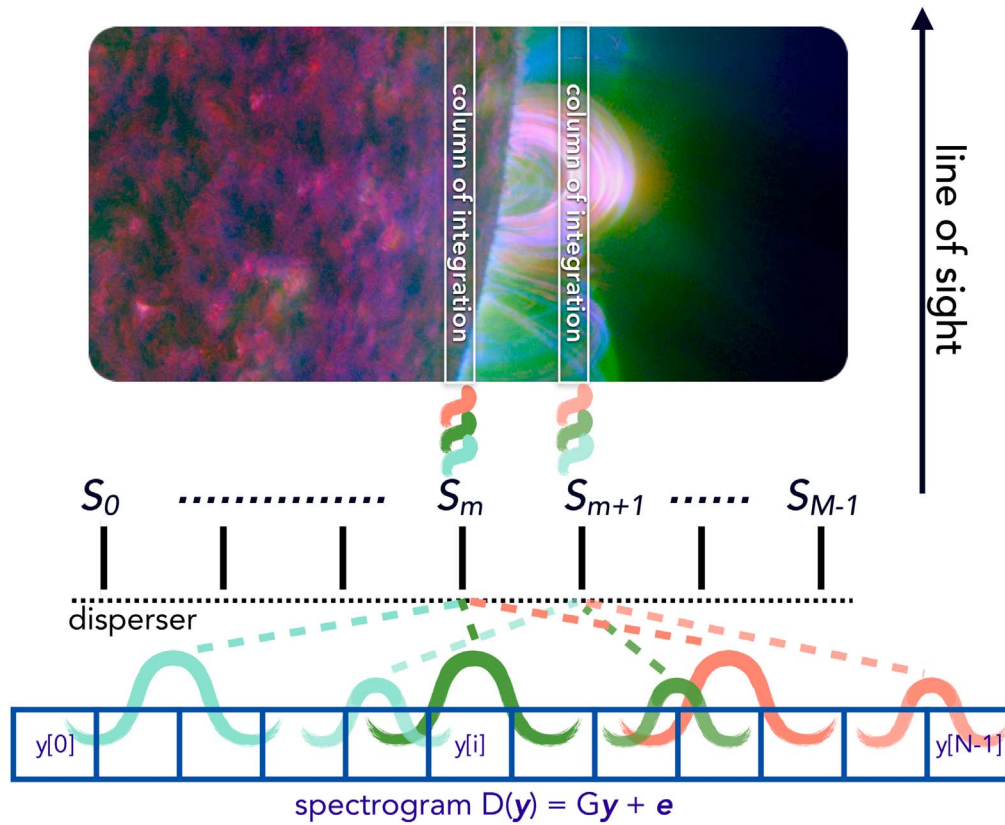 column of integration
column of integration
line of sight
S0 ............... Sm Sm+1 ...... SM-1
disperser
y[0] y[i] y[N-1]
spectrogram D(y) = Gy + e